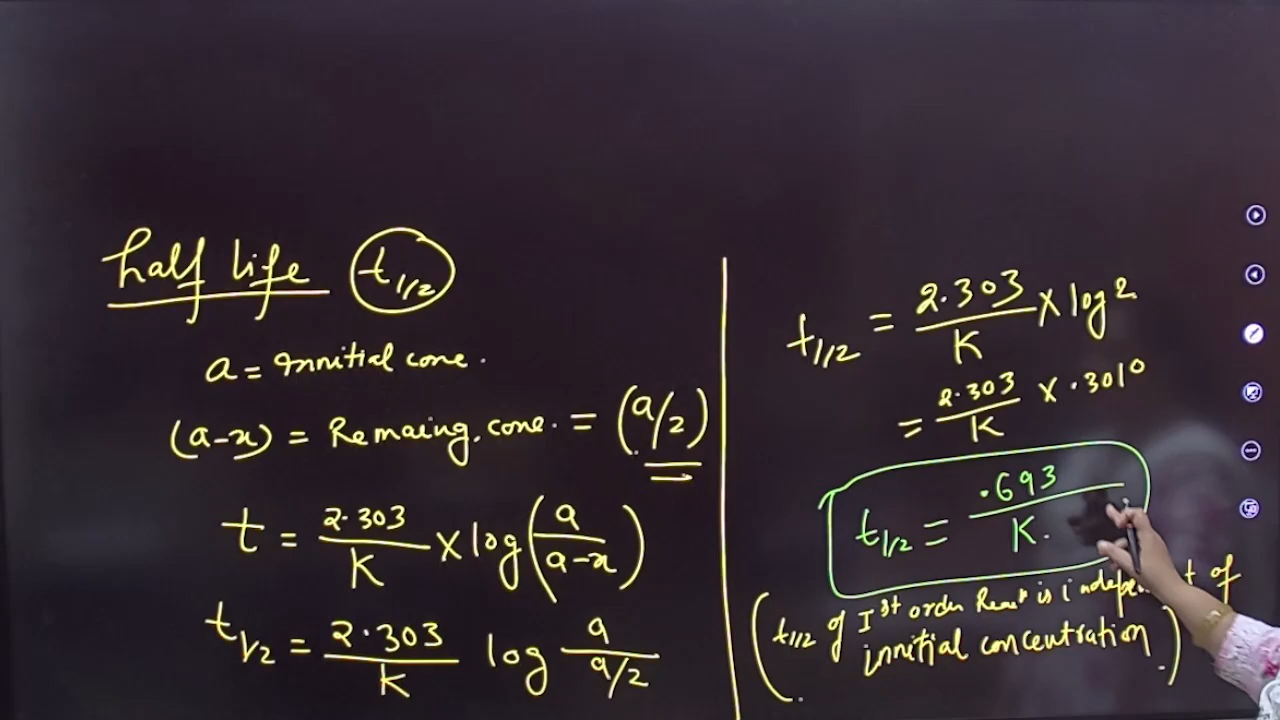 half life t1/2
a = Innitial conc.
(a-x) = Remaing. conc. = (a/2)
t = 2.303/K × log(a/a-x)
t1/2 = 2.303/K log a/a/2
t1/2 = 2.303/K × log 2
= 2.303/K × .3010
t1/2 = .693/K.
(t1/2 of Ist order Reacn is independent of
innitial concentration)